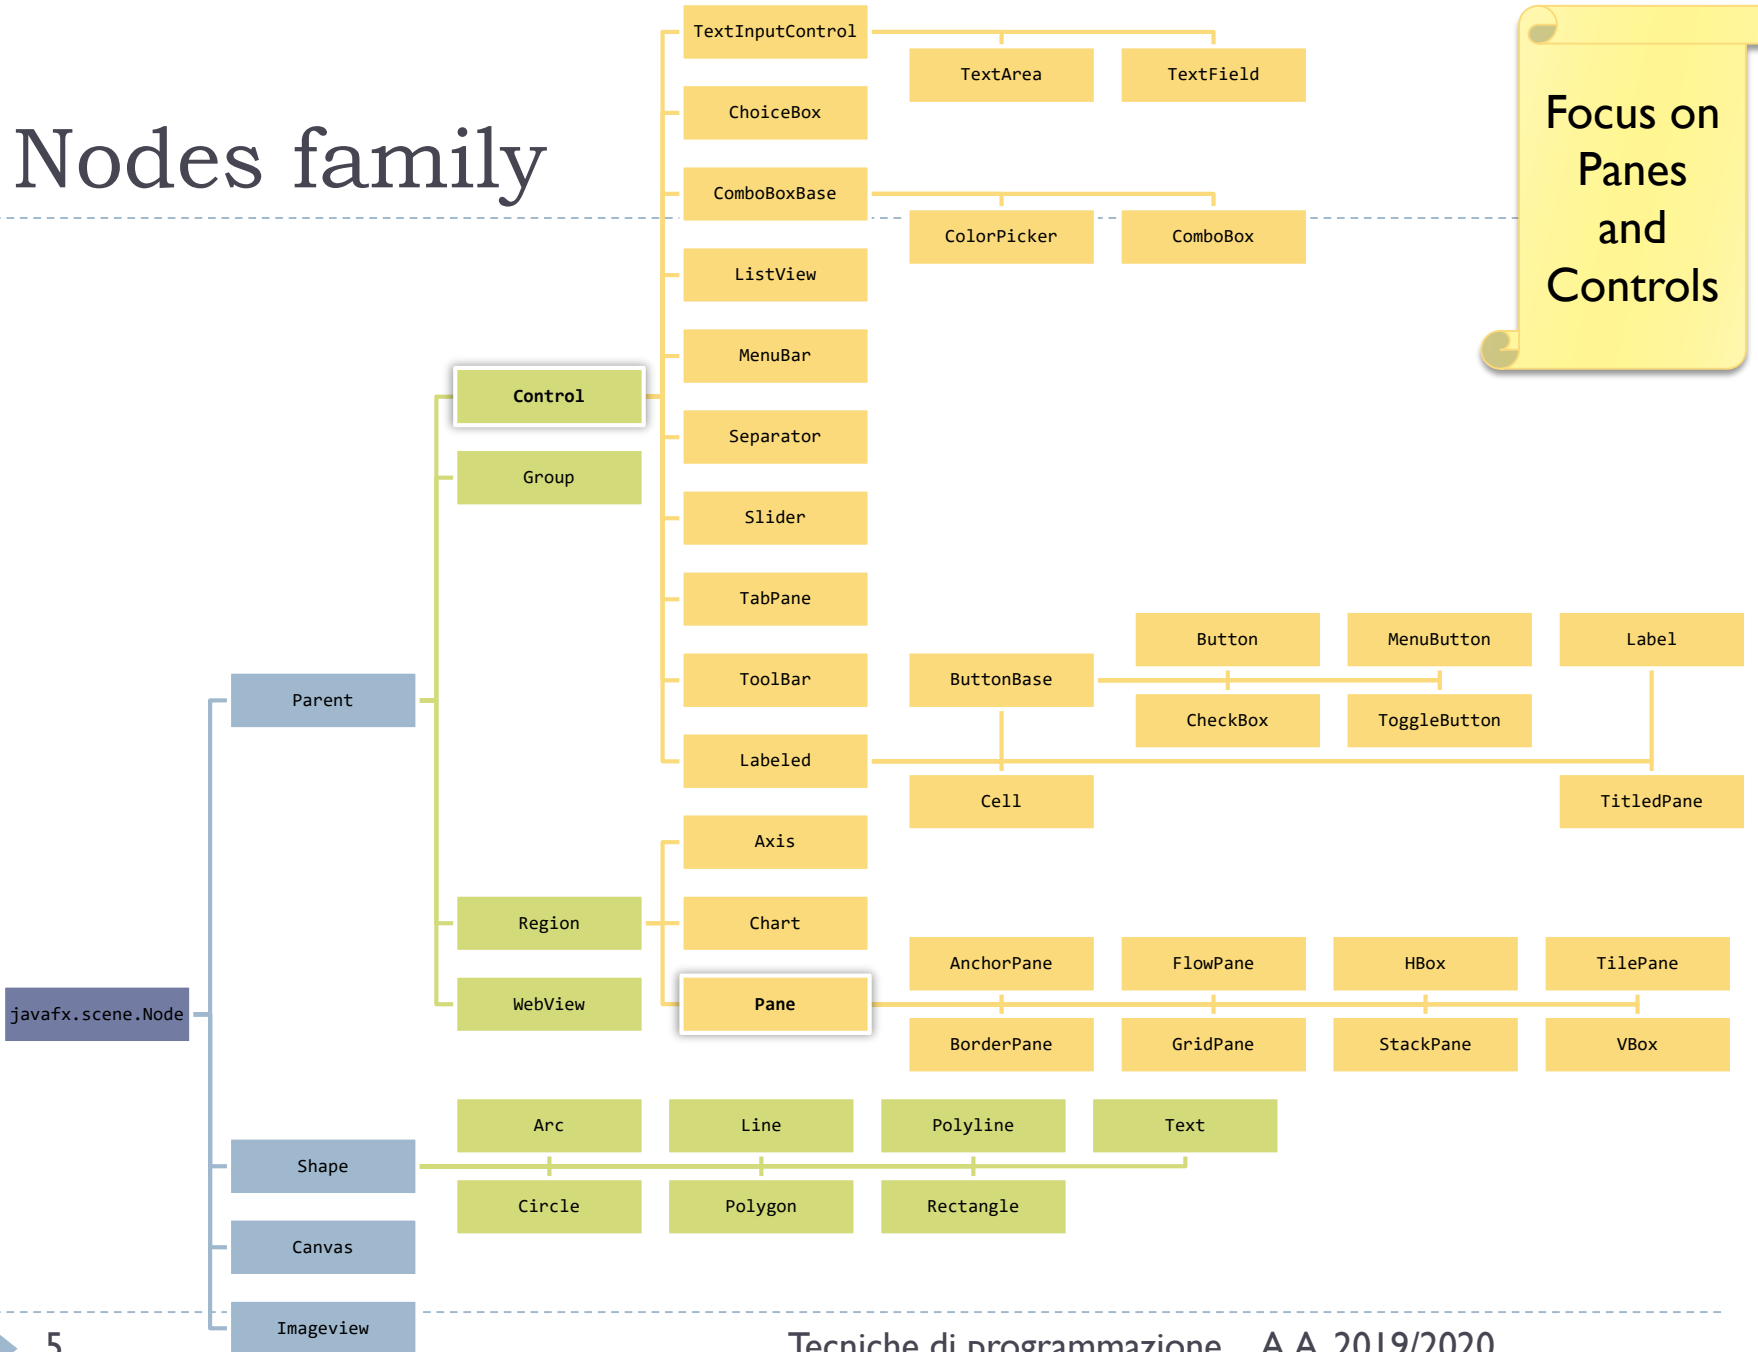 Nodes family
Focus on
Panes
and
Controls
TextInputControl
TextArea
TextField
ChoiceBox
ComboBoxBase
ColorPicker
ComboBox
ListView
MenuBar
Control
Separator
Group
Slider
TabPane
Button
MenuButton
Label
Parent
ToolBar
ButtonBase
CheckBox
ToggleButton
Labeled
Cell
TitledPane
Axis
Region
Chart
AnchorPane
FlowPane
HBox
TilePane
javafx.scene.Node
WebView
Pane
BorderPane
GridPane
StackPane
VBox
Arc
Line
Polyline
Text
Shape
Circle
Polygon
Rectangle
Canvas
Imageview
5
Tecniche di programmazione A.A. 2019/2020